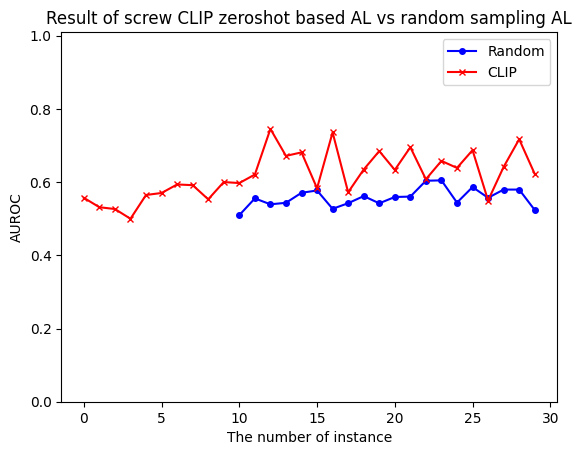 Result of screw CLIP zeroshot based AL vs random sampling AL
Random
CLIP
AUROC
1.0
0.8
0.6
0.4
0.2
0.0
0 5 10 15 20 25 30
The number of instance